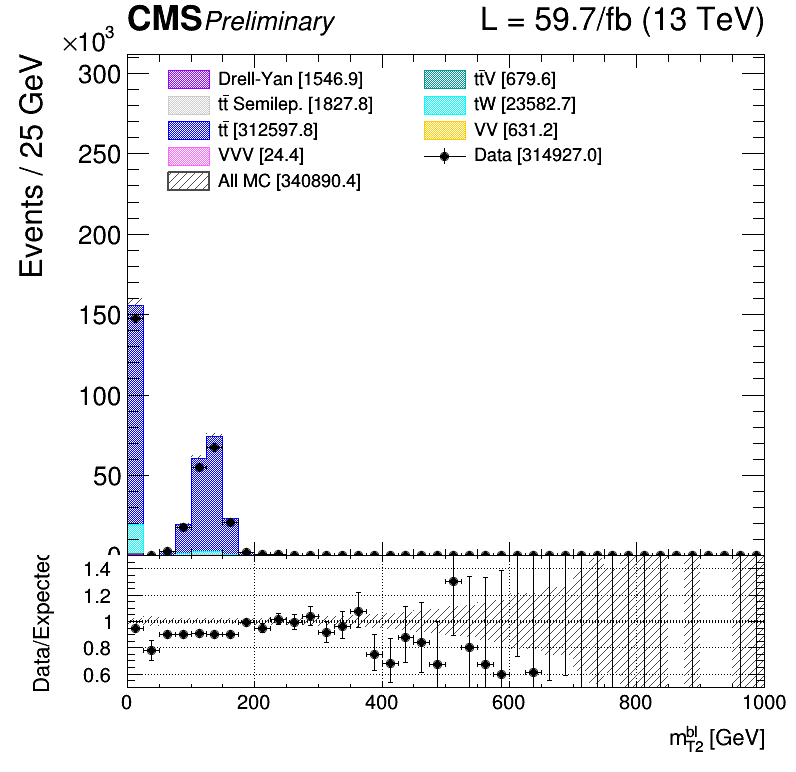 CMS Preliminary L = 59.7/fb (13 TeV)
×10³
Events / 25 GeV
300
250
200
150
100
50
0
Drell-Yan [1546.9]
tt̄ Semilep. [1827.8]
tt̄ [312597.8]
VVV [24.4]
All MC [340890.4]
tt̄V [679.6]
tW [23582.7]
VV [631.2]
Data [314927.0]
Data/Expected
1.4
1.2
1
0.8
0.6
0 200 400 600 800 1000
m_T2^bl [GeV]